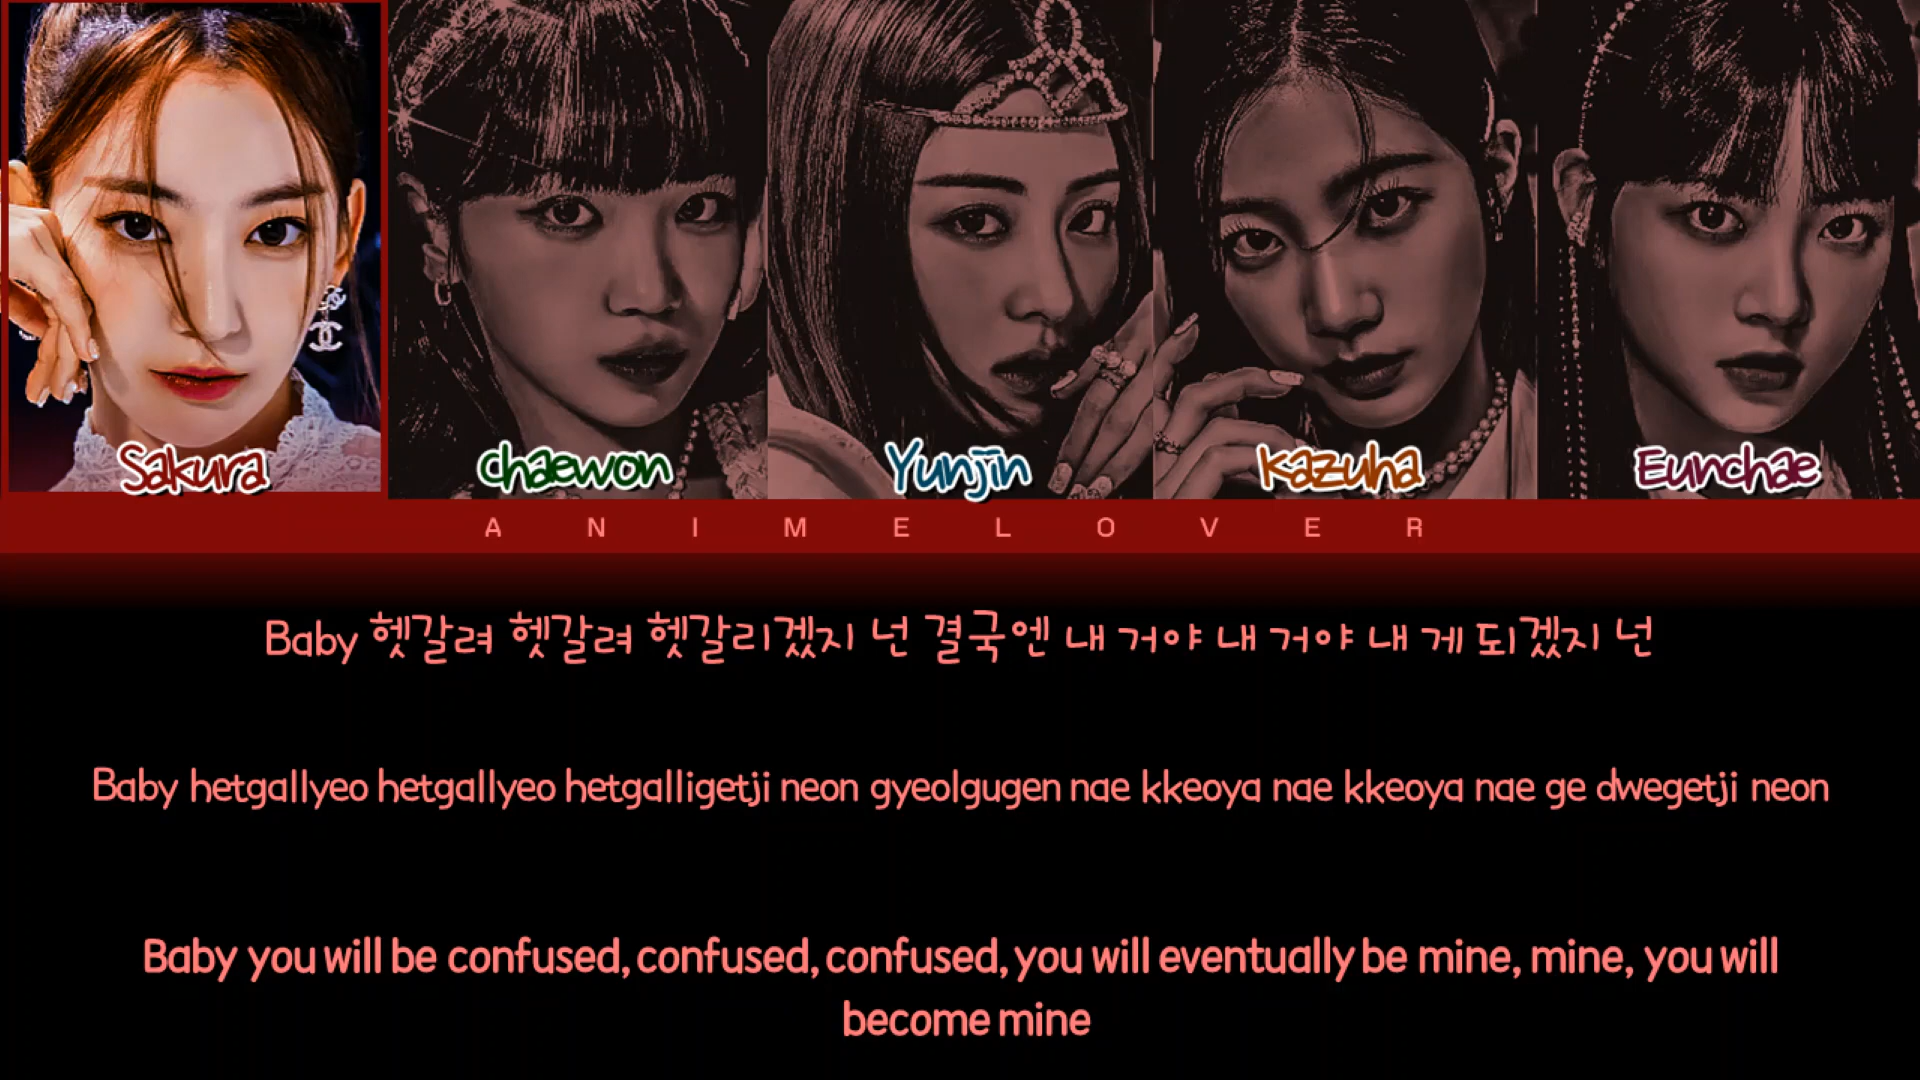 Sakura
chaewon
Yunjin
kazuha
Eunchae
ANIMELOVER
Baby 헷갈려 헷갈려 헷갈리겠지 넌 결국엔 내 거야 내 거야 내 게 되겠지 넌
Baby hetgallyeo hetgallyeo hetgalligetji neon gyeolgugen nae kkeoya nae kkeoya nae ge dwegetji neon
Baby you will be confused, confused, confused, you will eventually be mine, mine, you will
become mine